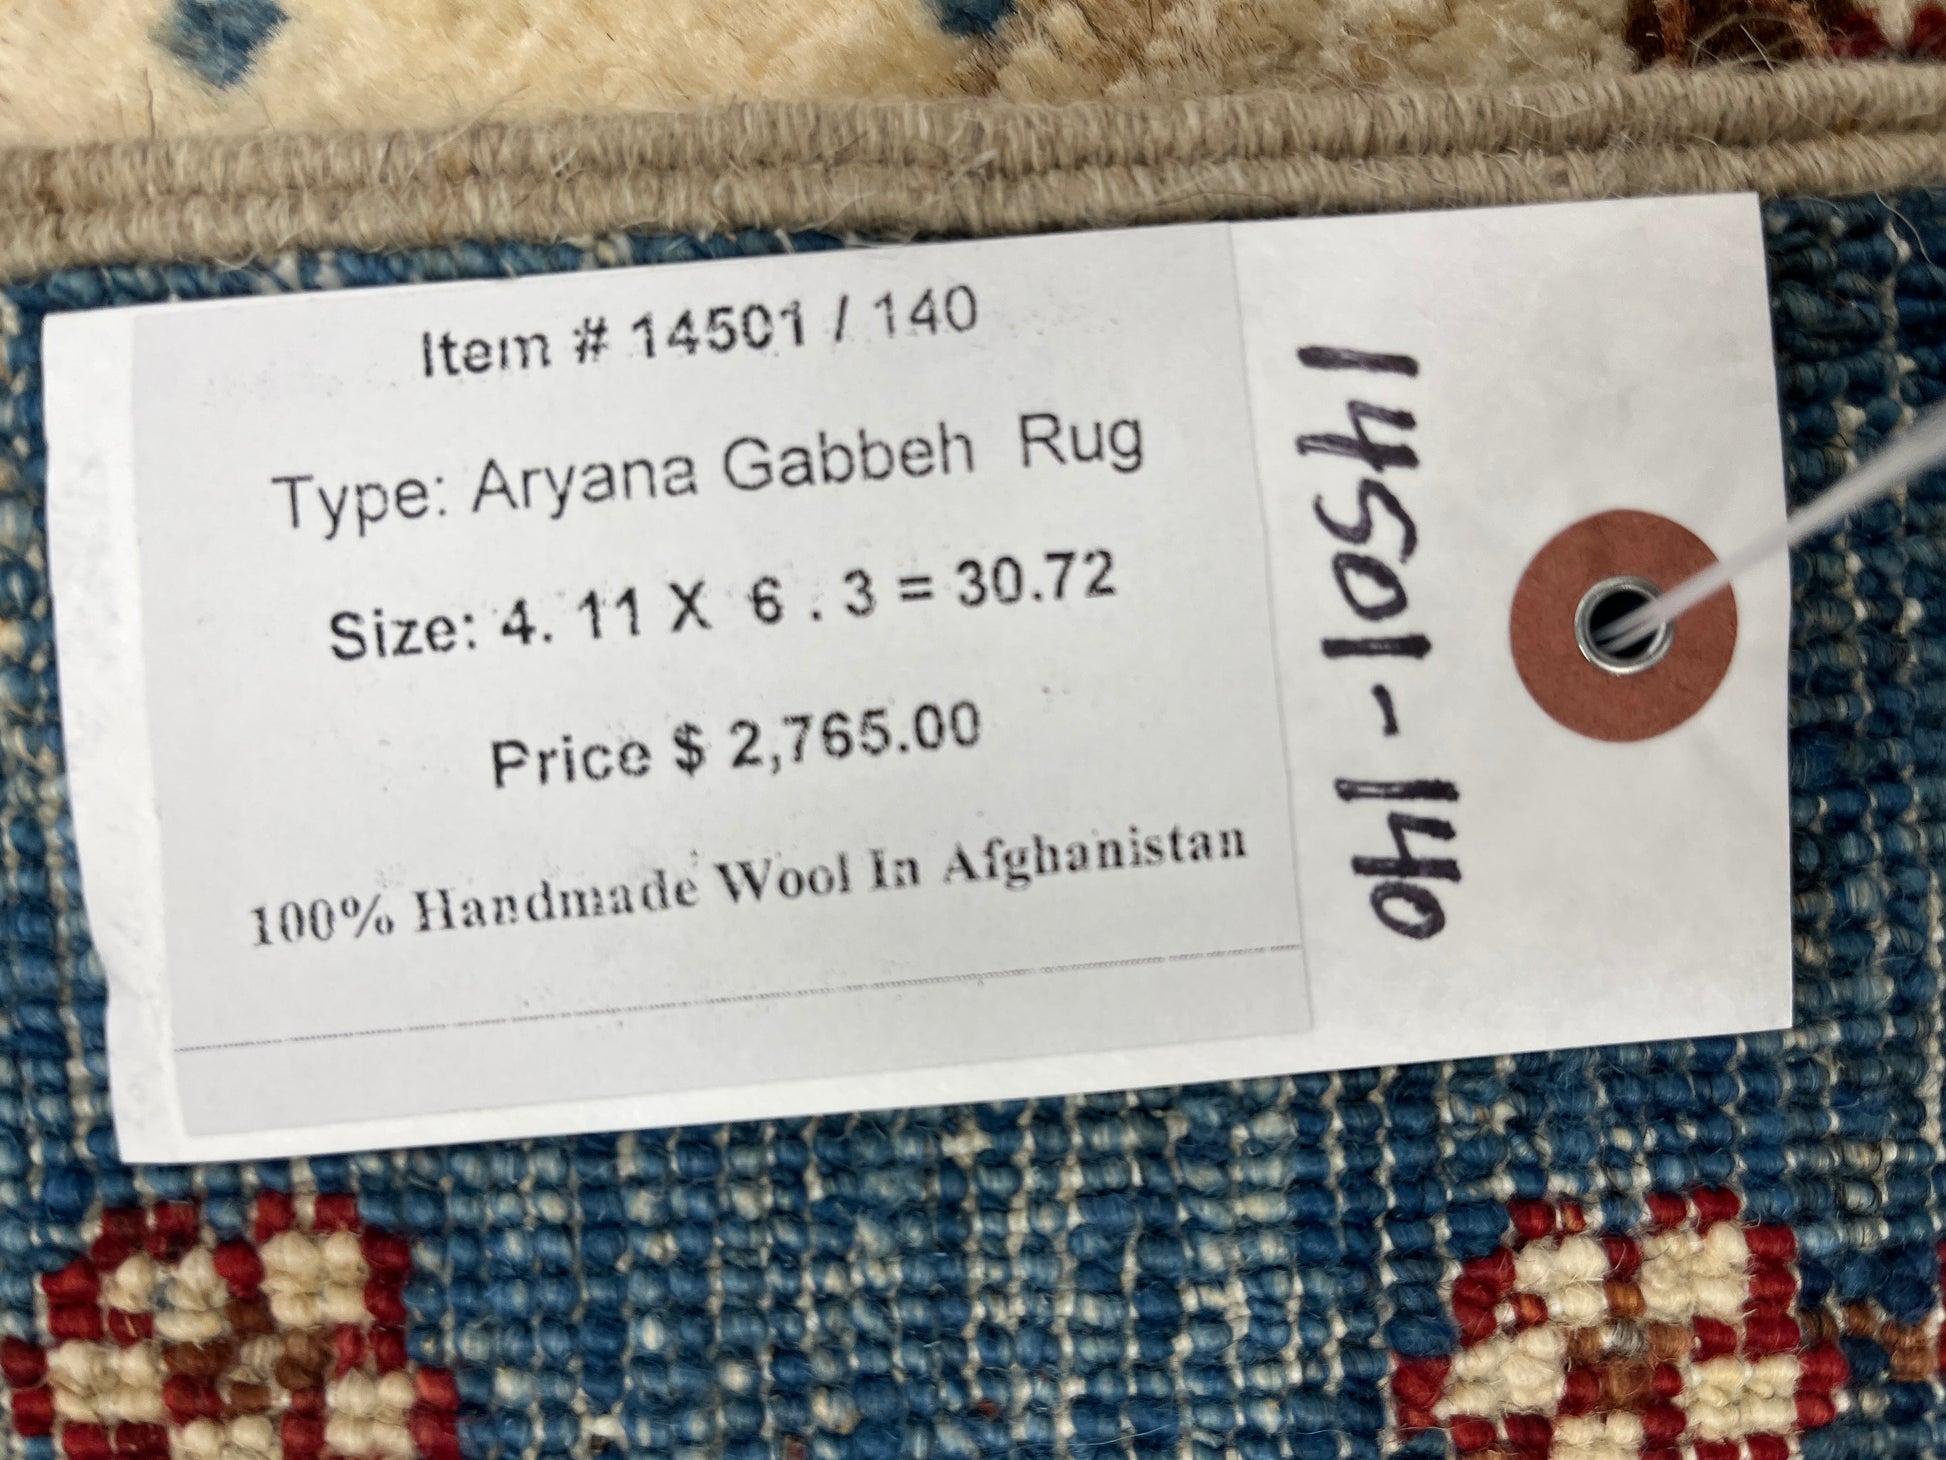 Item # 14501 / 140
Type: Aryana Gabbeh Rug
Size: 4. 11 X 6 . 3 = 30.72
Price $ 2,765.00
100% Handmade Wool In Afghanistan
14501-140